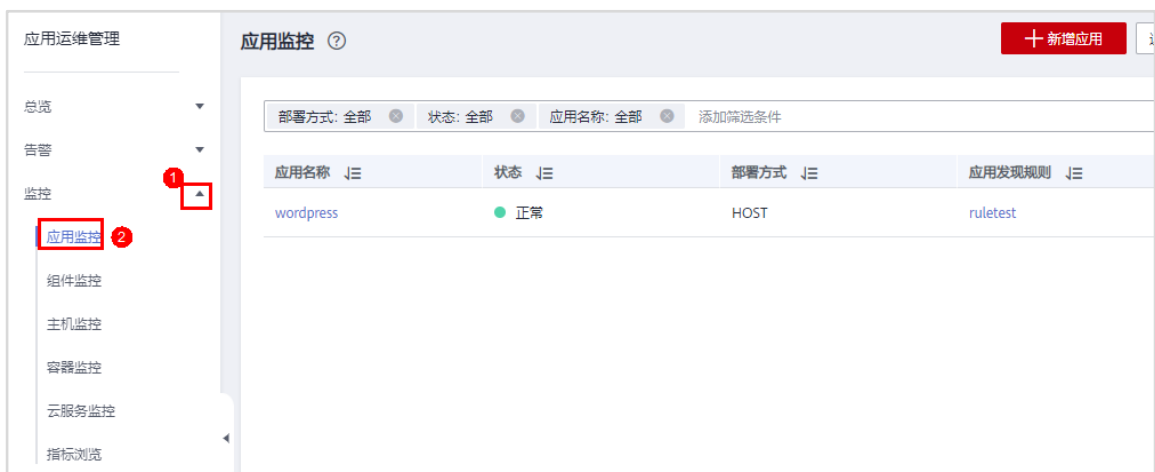 应用运维管理
应用监控 ?
新增应用
总览
告警
监控
1
应用监控 2
组件监控
主机监控
容器监控
云服务监控
指标浏览
部署方式: 全部 状态: 全部 应用名称: 全部 添加筛选条件
应用名称 状态 部署方式 应用发现规则
wordpress 正常 HOST ruletest